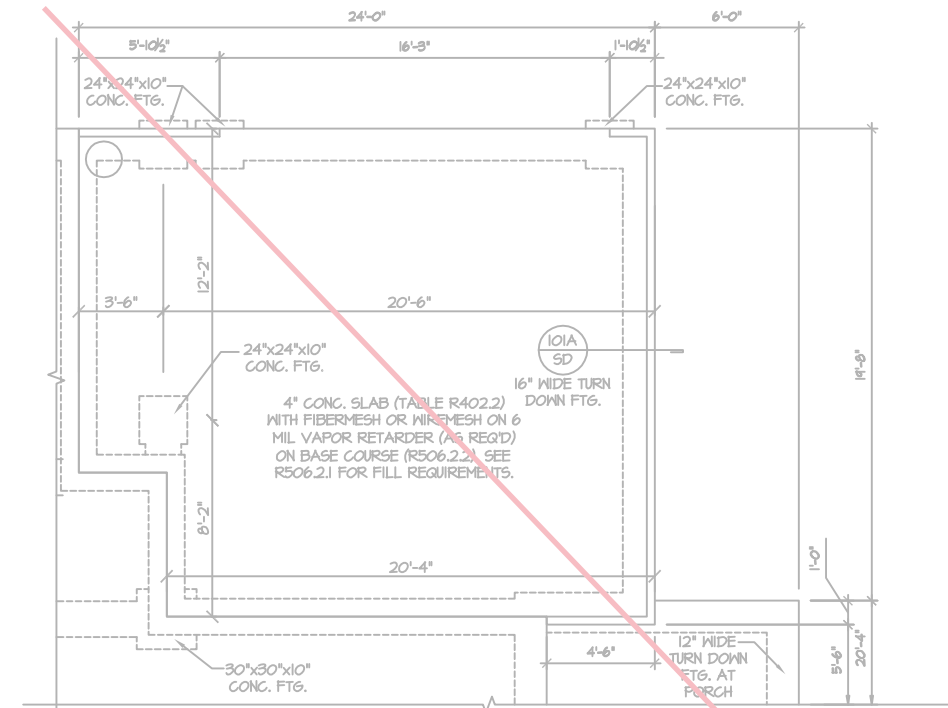 24'-0"
6'-0"
5'-10½"
16'-3"
1'-10½"
24"x24"x10"
CONC. FTG.
24"x24"x10"
CONC. FTG.
12'-2"
3'-6"
20'-6"
24"x24"x10"
CONC. FTG.
101A
SD
16" WIDE TURN
DOWN FTG.
19'-8"
4" CONC. SLAB (TABLE R402.2)
WITH FIBERMESH OR WIREMESH ON 6
MIL VAPOR RETARDER (AS REQ'D)
ON BASE COURSE (R506.2.2). SEE
R506.2.1 FOR FILL REQUIREMENTS.
8'-2"
1'-0"
20'-4"
12" WIDE
TURN DOWN
FTG. AT
PORCH
4'-6"
5'-6"
20'-4"
30"x30"x10"
CONC. FTG.